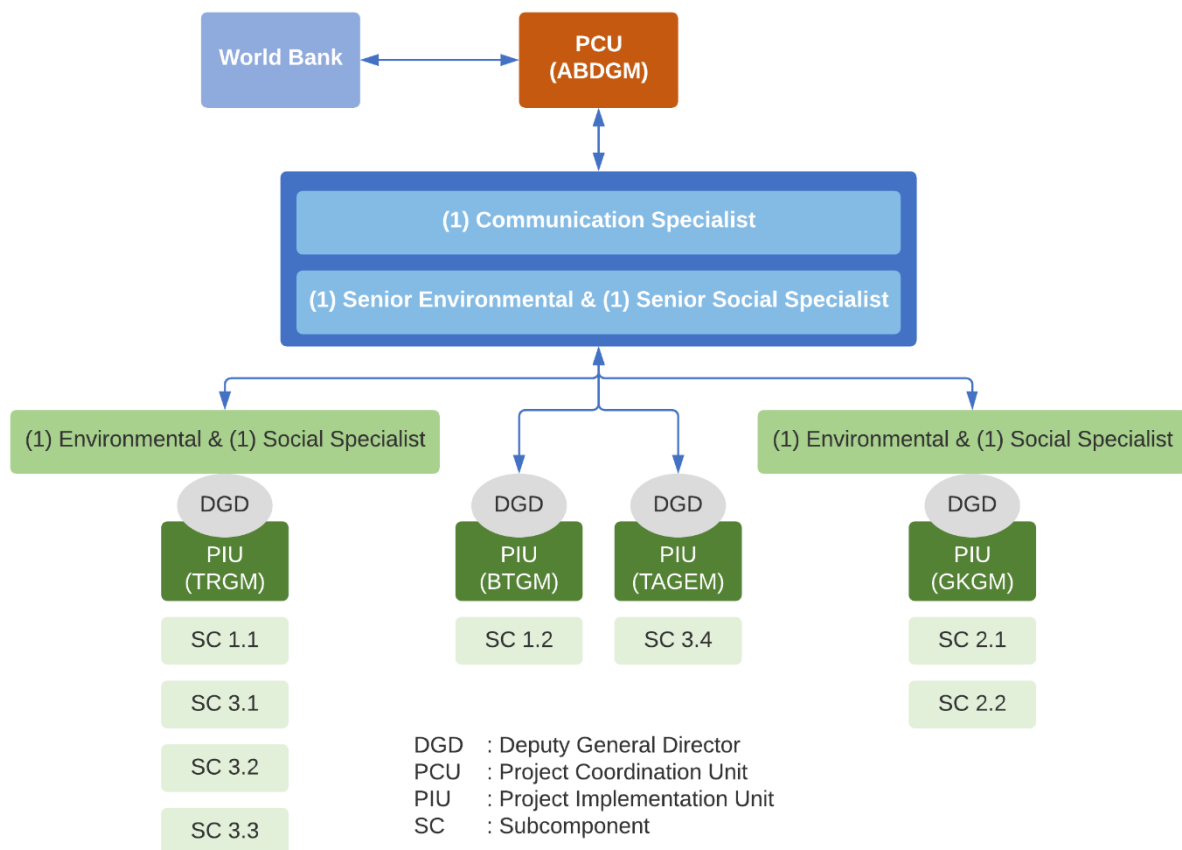 World Bank
PCU
(ABDGM)
(1) Communication Specialist
(1) Senior Environmental & (1) Senior Social Specialist
(1) Environmental & (1) Social Specialist
(1) Environmental & (1) Social Specialist
DGD
DGD
DGD
DGD
PIU
(TRGM)
PIU
(BTGM)
PIU
(TAGEM)
PIU
(GKGM)
SC 1.1
SC 1.2
SC 3.4
SC 2.1
SC 3.1
SC 2.2
SC 3.2
SC 3.3
DGD : Deputy General Director
PCU : Project Coordination Unit
PIU : Project Implementation Unit
SC : Subcomponent